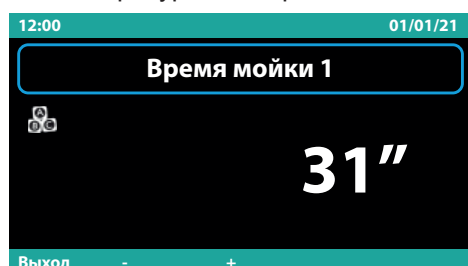 12:00 01/01/21
Время мойки 1
A
B C
31″
Выход - +